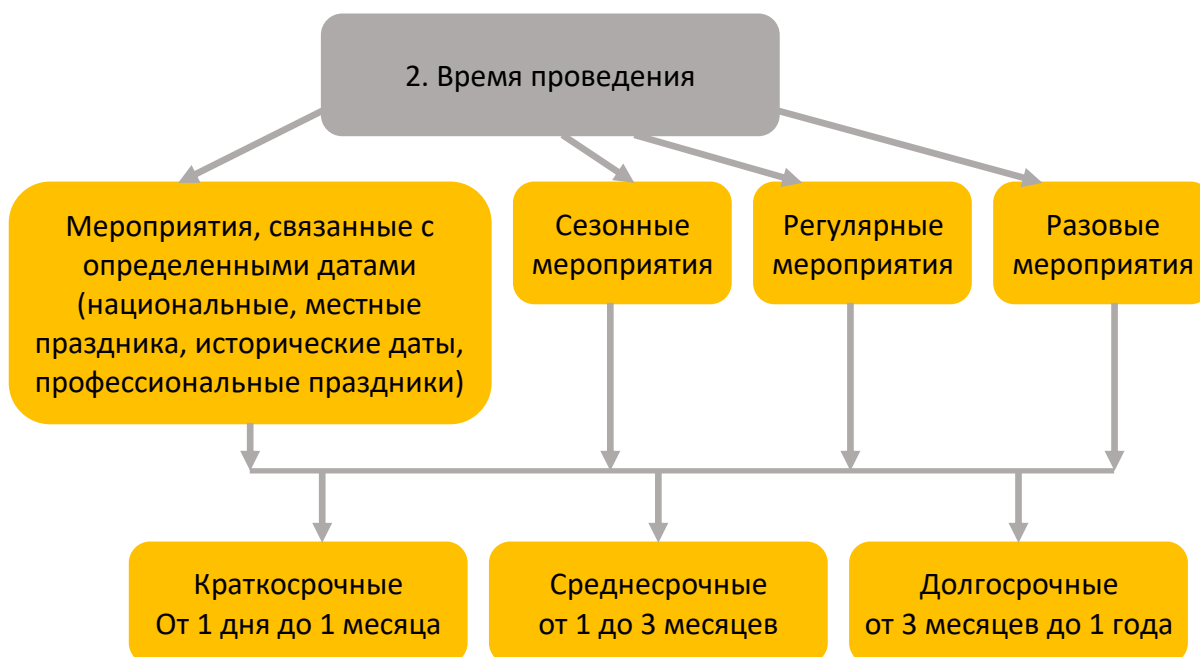 2. Время проведения
Мероприятия, связанные с
определенными датами
(национальные, местные
праздника, исторические даты,
профессиональные праздники)
Сезонные
мероприятия
Регулярные
мероприятия
Разовые
мероприятия
Краткосрочные
От 1 дня до 1 месяца
Среднесрочные
от 1 до 3 месяцев
Долгосрочные
от 3 месяцев до 1 года